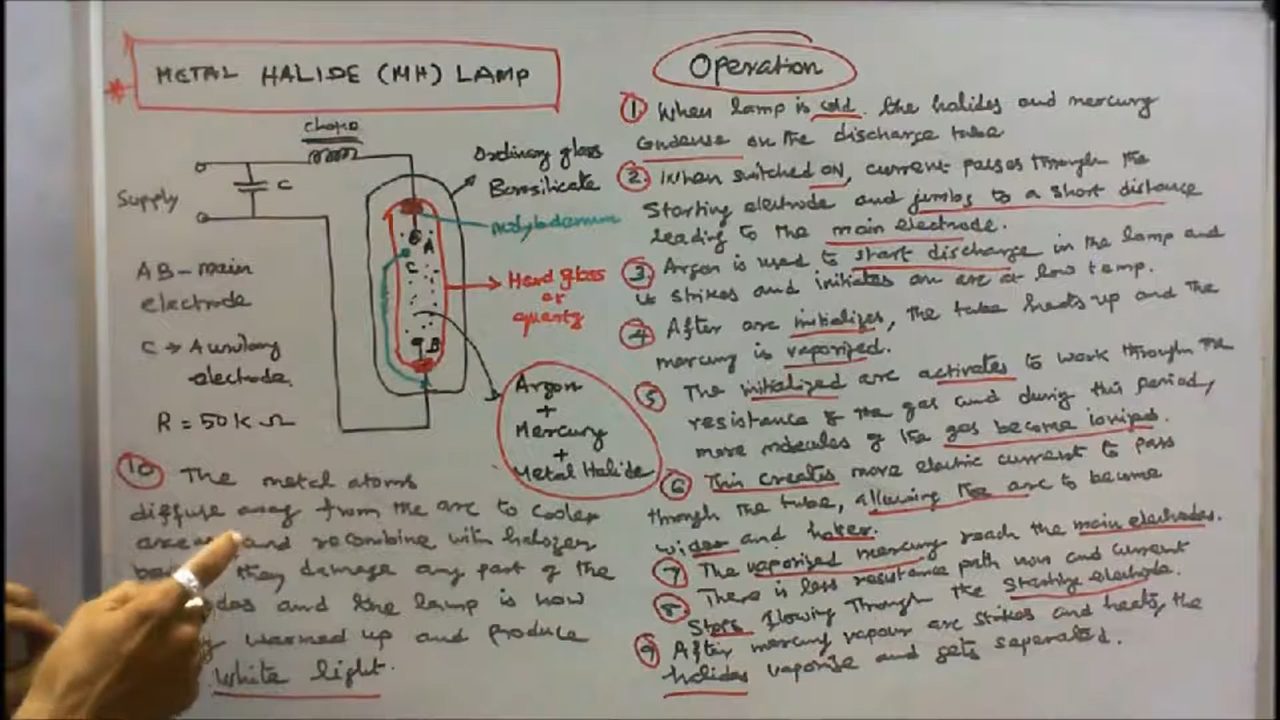 METAL HALIDE (MH) LAMP
choke
Supply
C
Ordinary glass
Borosilicate
molybdenum
A
C
B
Hard glass
or
quartz
AB - main
electrode
C → Auxilary
electrode.
R = 50K Ω
Argon
+
Mercury
+
Metal Halide
Operation
1 When lamp is cold. the halides and mercury
condense on the discharge tube
2. When switched ON, current passes through the
Starting electrode and jumbs to a short distance
leading to the main electrode.
3 Argon is used to start discharge in the lamp and
strikes and initiates an arc at low temp.
4 After arc initializes, the tube heats up and the
mercury is vaporized.
5 The initialized arc activates to work through the
resistance of the gas and during this period,
more molecules of the gas become ionized.
6 This creates more electric current to pass
through the tube, allowing the arc to become
wider and hoter.
7 The vaporized mercury reach the main electrodes.
8 There is less resistance path now and current
Stops flowing through the Starting electrode.
9 After mercury vapour arc strikes and heats, the
halides vaporise and gets seperated.
10 The metal atoms
diffuse away from the arc to cooler
and recombine with halogen
they damage any part of the
and the lamp is now
warmed up and produce
White light.